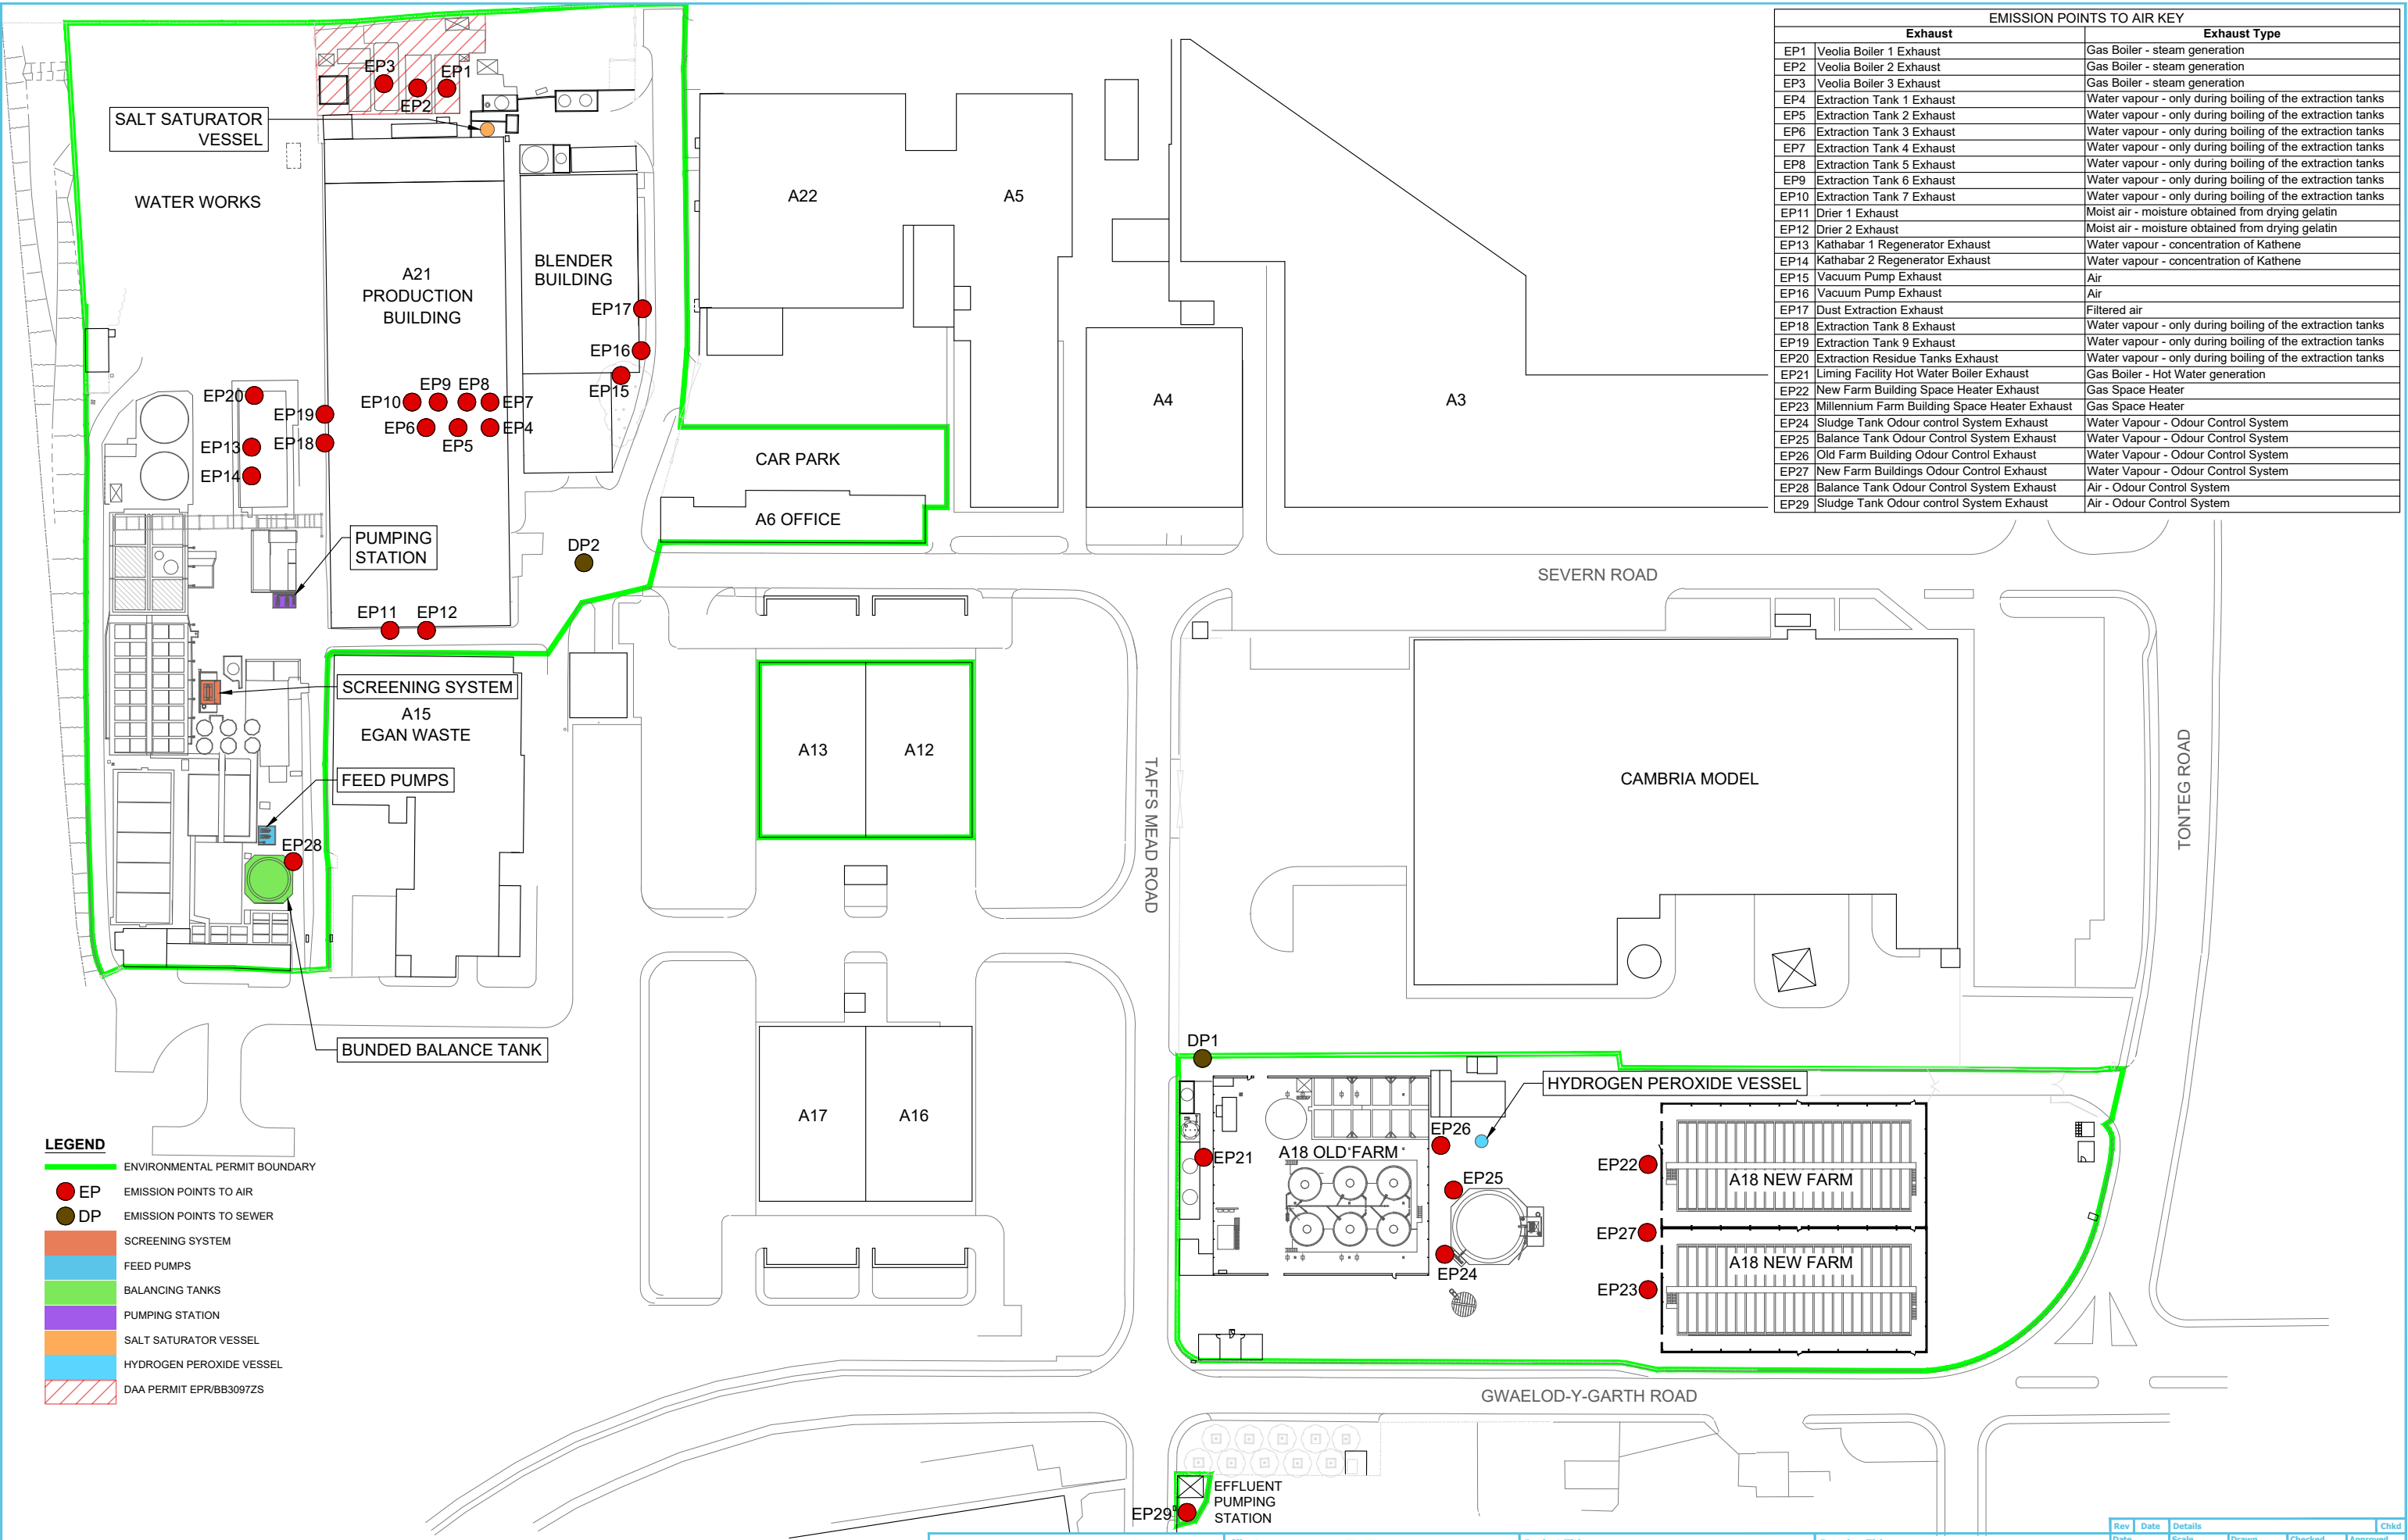 EMISSION POINTS TO AIR KEY
Exhaust Exhaust Type
EP1 Veolia Boiler 1 Exhaust Gas Boiler - steam generation
EP2 Veolia Boiler 2 Exhaust Gas Boiler - steam generation
EP3 Veolia Boiler 3 Exhaust Gas Boiler - steam generation
EP4 Extraction Tank 1 Exhaust Water vapour - only during boiling of the extraction tanks
EP5 Extraction Tank 2 Exhaust Water vapour - only during boiling of the extraction tanks
EP6 Extraction Tank 3 Exhaust Water vapour - only during boiling of the extraction tanks
EP7 Extraction Tank 4 Exhaust Water vapour - only during boiling of the extraction tanks
EP8 Extraction Tank 5 Exhaust Water vapour - only during boiling of the extraction tanks
EP9 Extraction Tank 6 Exhaust Water vapour - only during boiling of the extraction tanks
EP10 Extraction Tank 7 Exhaust Water vapour - only during boiling of the extraction tanks
EP11 Drier 1 Exhaust Moist air - moisture obtained from drying gelatin
EP12 Drier 2 Exhaust Moist air - moisture obtained from drying gelatin
EP13 Kathabar 1 Regenerator Exhaust Water vapour - concentration of Kathene
EP14 Kathabar 2 Regenerator Exhaust Water vapour - concentration of Kathene
EP15 Vacuum Pump Exhaust Air
EP16 Vacuum Pump Exhaust Air
EP17 Dust Extraction Exhaust Filtered air
EP18 Extraction Tank 8 Exhaust Water vapour - only during boiling of the extraction tanks
EP19 Extraction Tank 9 Exhaust Water vapour - only during boiling of the extraction tanks
EP20 Extraction Residue Tanks Exhaust Water vapour - only during boiling of the extraction tanks
EP21 Liming Facility Hot Water Boiler Exhaust Gas Boiler - Hot Water generation
EP22 New Farm Building Space Heater Exhaust Gas Space Heater
EP23 Millennium Farm Building Space Heater Exhaust Gas Space Heater
EP24 Sludge Tank Odour control System Exhaust Water Vapour - Odour Control System
EP25 Balance Tank Odour Control System Exhaust Water Vapour - Odour Control System
EP26 Old Farm Building Odour Control Exhaust Water Vapour - Odour Control System
EP27 New Farm Buildings Odour Control Exhaust Water Vapour - Odour Control System
EP28 Balance Tank Odour Control System Exhaust Air - Odour Control System
EP29 Sludge Tank Odour control System Exhaust Air - Odour Control System
EP3
EP1
EP2
SALT SATURATOR
VESSEL
WATER WORKS
A21
PRODUCTION
BUILDING
BLENDER
BUILDING
A22
A5
A4
A3
EP17
EP16
EP15
EP20
EP19
EP13
EP18
EP14
EP9 EP8
EP10
EP7
EP6
EP4
EP5
CAR PARK
A6 OFFICE
PUMPING
STATION
DP2
SEVERN ROAD
EP11
EP12
SCREENING SYSTEM
A15
EGAN WASTE
FEED PUMPS
EP28
A13
A12
TAFFS MEAD ROAD
CAMBRIA MODEL
TONTEG ROAD
BUNDED BALANCE TANK
DP1
HYDROGEN PEROXIDE VESSEL
A17
A16
EP26
EP21
A18 OLD FARM
EP25
EP24
EP22
A18 NEW FARM
EP27
A18 NEW FARM
EP23
GWAELOD-Y-GARTH ROAD
EP29
EFFLUENT
PUMPING
STATION
LEGEND
ENVIRONMENTAL PERMIT BOUNDARY
EP EMISSION POINTS TO AIR
DP EMISSION POINTS TO SEWER
SCREENING SYSTEM
FEED PUMPS
BALANCING TANKS
PUMPING STATION
SALT SATURATOR VESSEL
HYDROGEN PEROXIDE VESSEL
DAA PERMIT EPR/BB3097ZS
Rev Date Details Chkd